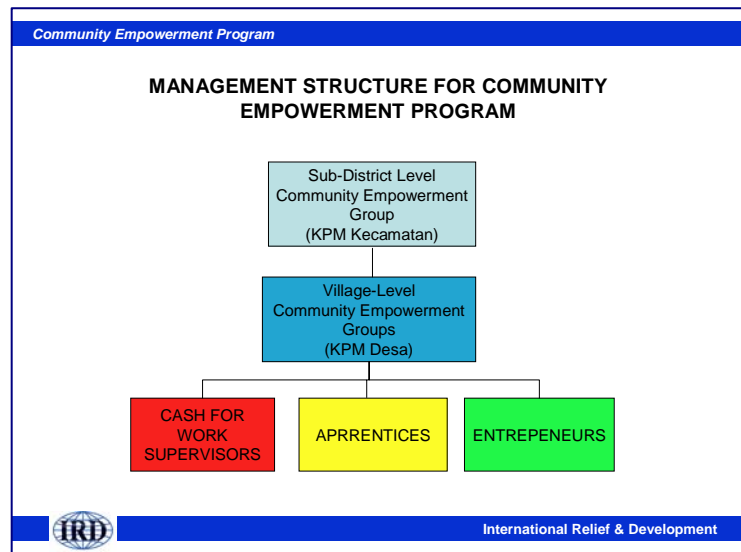 Community Empowerment Program
MANAGEMENT STRUCTURE FOR COMMUNITY
EMPOWERMENT PROGRAM
Sub-District Level
Community Empowerment
Group
(KPM Kecamatan)
Village-Level
Community Empowerment
Groups
(KPM Desa)
CASH FOR
WORK
SUPERVISORS
APRRENTICES
ENTREPENEURS
IRD
International Relief & Development